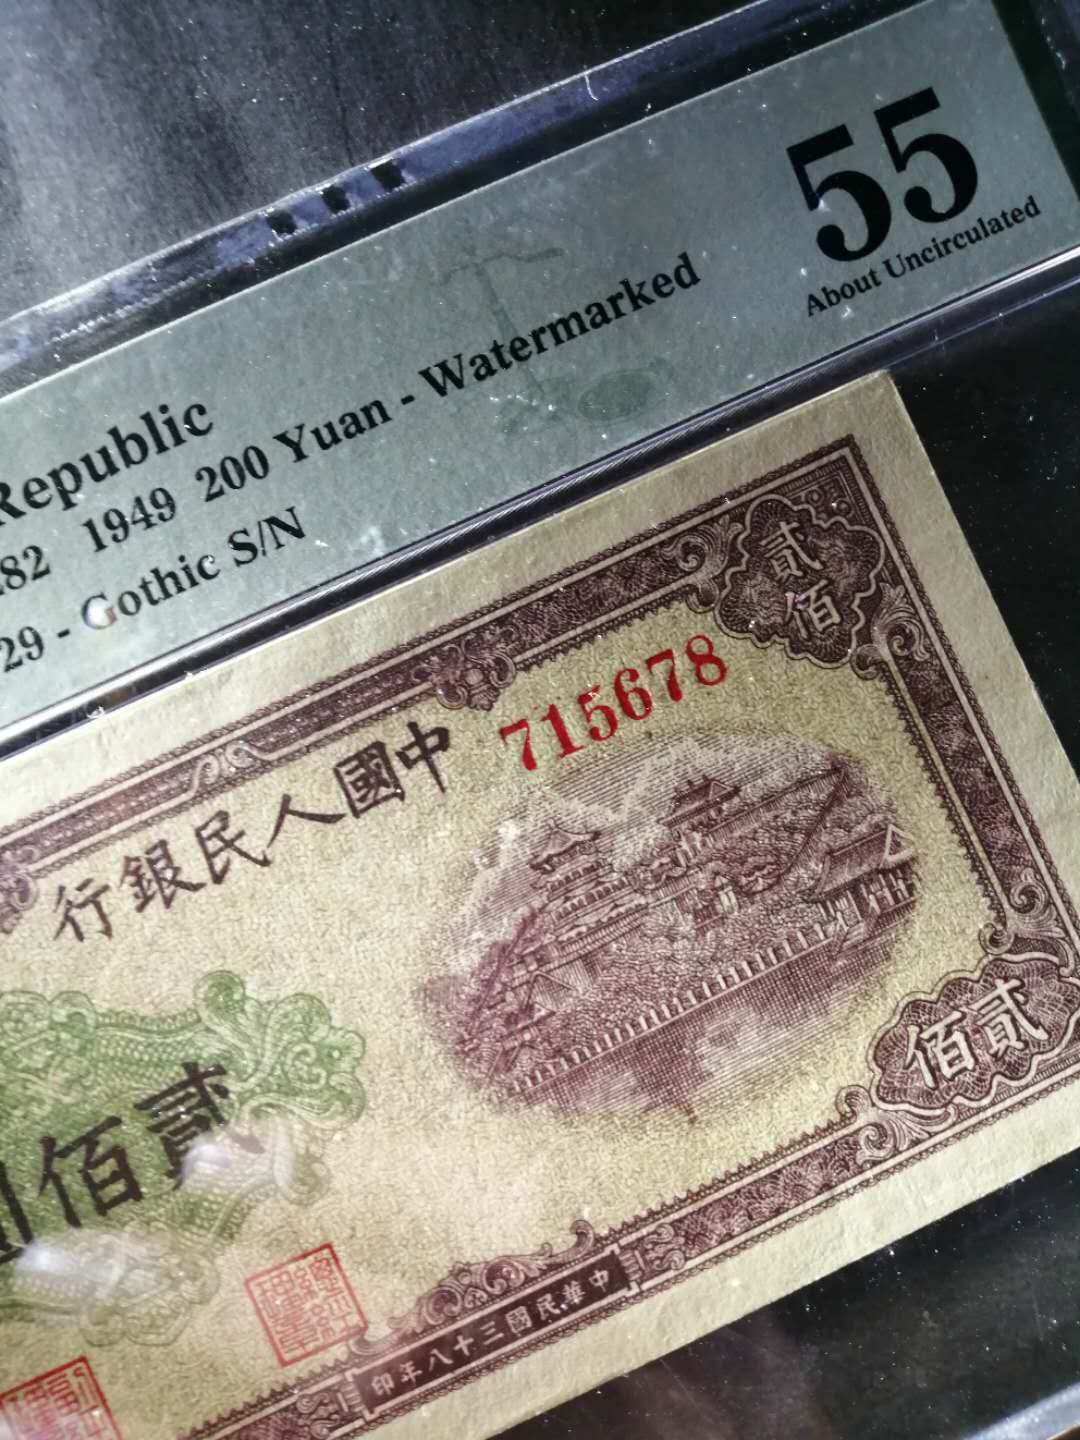 55
About Uncirculated
Republic
282 1949 200 Yuan - Watermarked
29 - Gothic S/N
貳佰
715678
行銀民人國中
佰貳
佰貳
印年八十三國民華中